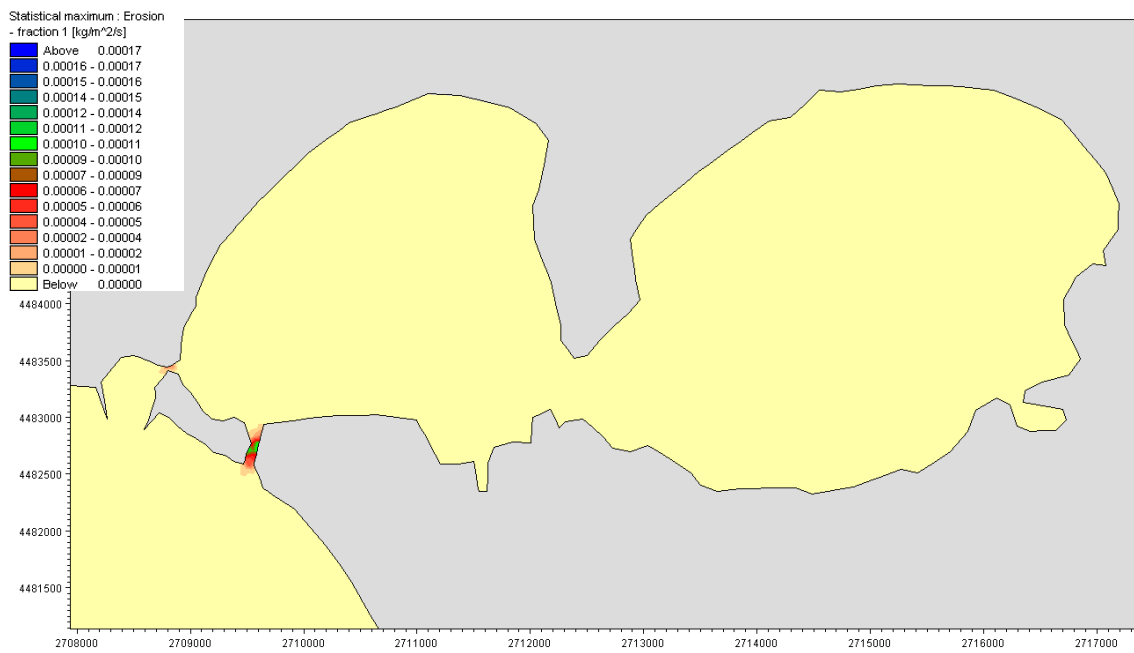 Statistical maximum : Erosion
- fraction 1 [kg/m^2/s]
Above 0.00017
0.00016 - 0.00017
0.00015 - 0.00016
0.00014 - 0.00015
0.00012 - 0.00014
0.00011 - 0.00012
0.00010 - 0.00011
0.00009 - 0.00010
0.00007 - 0.00009
0.00006 - 0.00007
0.00005 - 0.00006
0.00004 - 0.00005
0.00002 - 0.00004
0.00001 - 0.00002
0.00000 - 0.00001
Below 0.00000
4484000
4483500
4483000
4482500
4482000
4481500
2708000 2709000 2710000 2711000 2712000 2713000 2714000 2715000 2716000 2717000